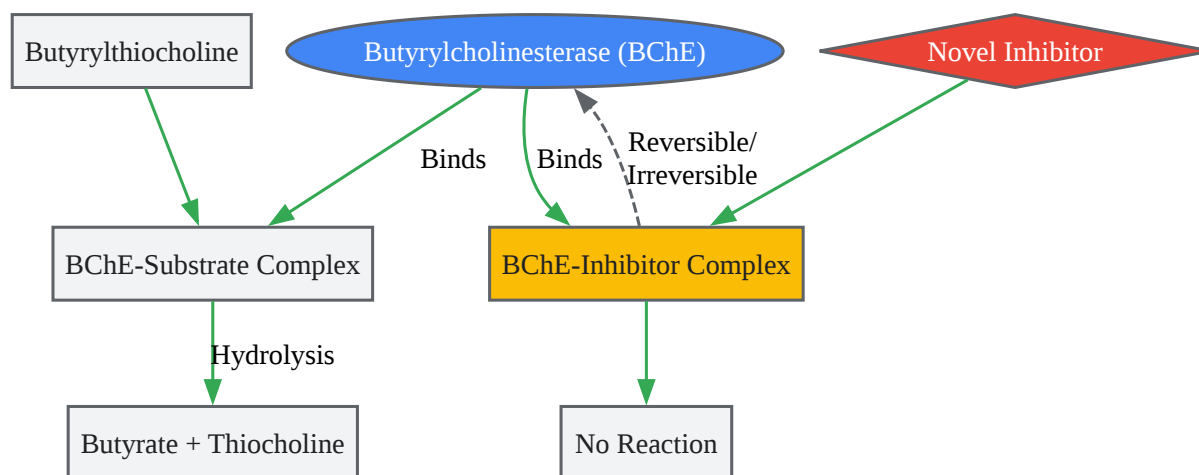 Butyrylthiocholine
Butyrylcholinesterase (BChE)
Novel Inhibitor
Binds
Binds
Reversible/
Irreversible
BChE-Substrate Complex
BChE-Inhibitor Complex
Hydrolysis
Butyrate + Thiocholine
No Reaction